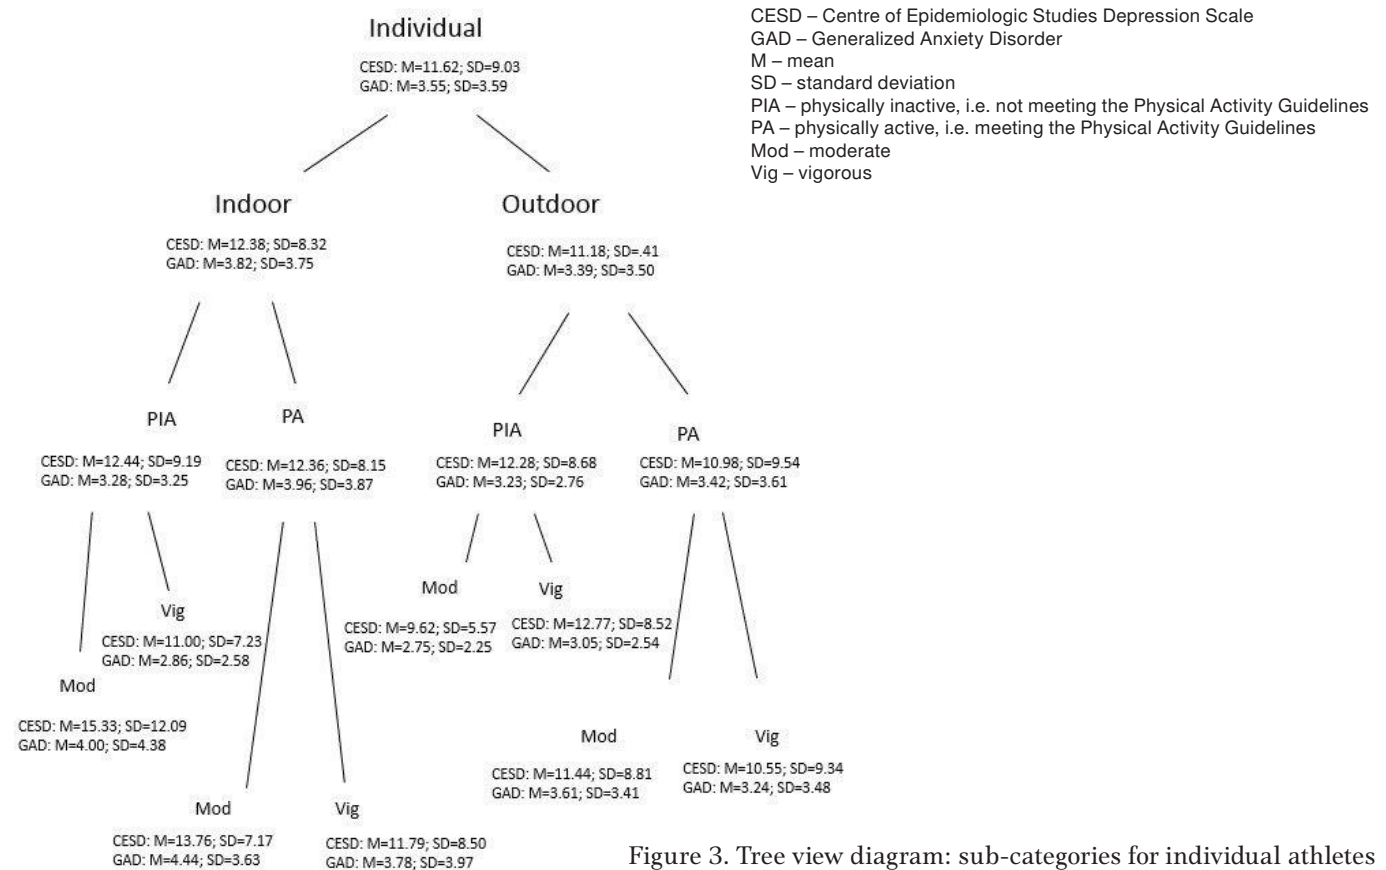 Individual
CESD: M=11.62; SD=9.03
GAD: M=3.55; SD=3.59
CESD – Centre of Epidemiologic Studies Depression Scale
GAD – Generalized Anxiety Disorder
M – mean
SD – standard deviation
PIA – physically inactive, i.e. not meeting the Physical Activity Guidelines
PA – physically active, i.e. meeting the Physical Activity Guidelines
Mod – moderate
Vig – vigorous
Indoor
CESD: M=12.38; SD=8.32
GAD: M=3.82; SD=3.75
Outdoor
CESD: M=11.18; SD=.41
GAD: M=3.39; SD=3.50
PIA
CESD: M=12.44; SD=9.19
GAD: M=3.28; SD=3.25
PA
CESD: M=12.36; SD=8.15
GAD: M=3.96; SD=3.87
PIA
CESD: M=12.28; SD=8.68
GAD: M=3.23; SD=2.76
PA
CESD: M=10.98; SD=9.54
GAD: M=3.42; SD=3.61
Mod
CESD: M=15.33; SD=12.09
GAD: M=4.00; SD=4.38
Vig
CESD: M=11.00; SD=7.23
GAD: M=2.86; SD=2.58
Mod
CESD: M=13.76; SD=7.17
GAD: M=4.44; SD=3.63
Vig
CESD: M=11.79; SD=8.50
GAD: M=3.78; SD=3.97
Mod
CESD: M=9.62; SD=5.57
GAD: M=2.75; SD=2.25
Vig
CESD: M=12.77; SD=8.52
GAD: M=3.05; SD=2.54
Mod
CESD: M=11.44; SD=8.81
GAD: M=3.61; SD=3.41
Vig
CESD: M=10.55; SD=9.34
GAD: M=3.24; SD=3.48
Figure 3. Tree view diagram: sub-categories for individual athletes